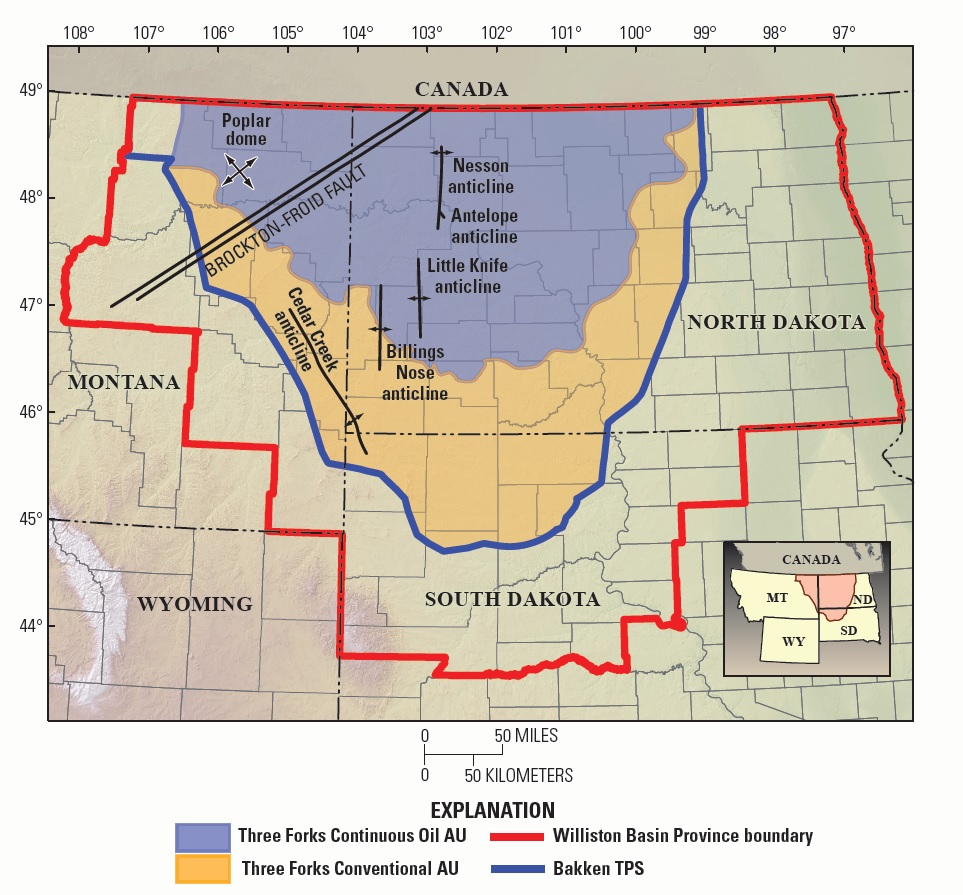 108° 107° 106° 105° 104° 103° 102° 101° 100° 99° 98° 97°
49°
48°
47°
46°
45°
44°
CANADA
Poplar
dome
BROCKTON-FROID FAULT
Nesson
anticline
Antelope
anticline
Little Knife
anticline
Cedar Creek
anticline
Billings
Nose
anticline
NORTH DAKOTA
MONTANA
WYOMING
SOUTH DAKOTA
CANADA
MT
ND
SD
WY
0 50 MILES
0 50 KILOMETERS
EXPLANATION
Three Forks Continuous Oil AU
Williston Basin Province boundary
Three Forks Conventional AU
Bakken TPS